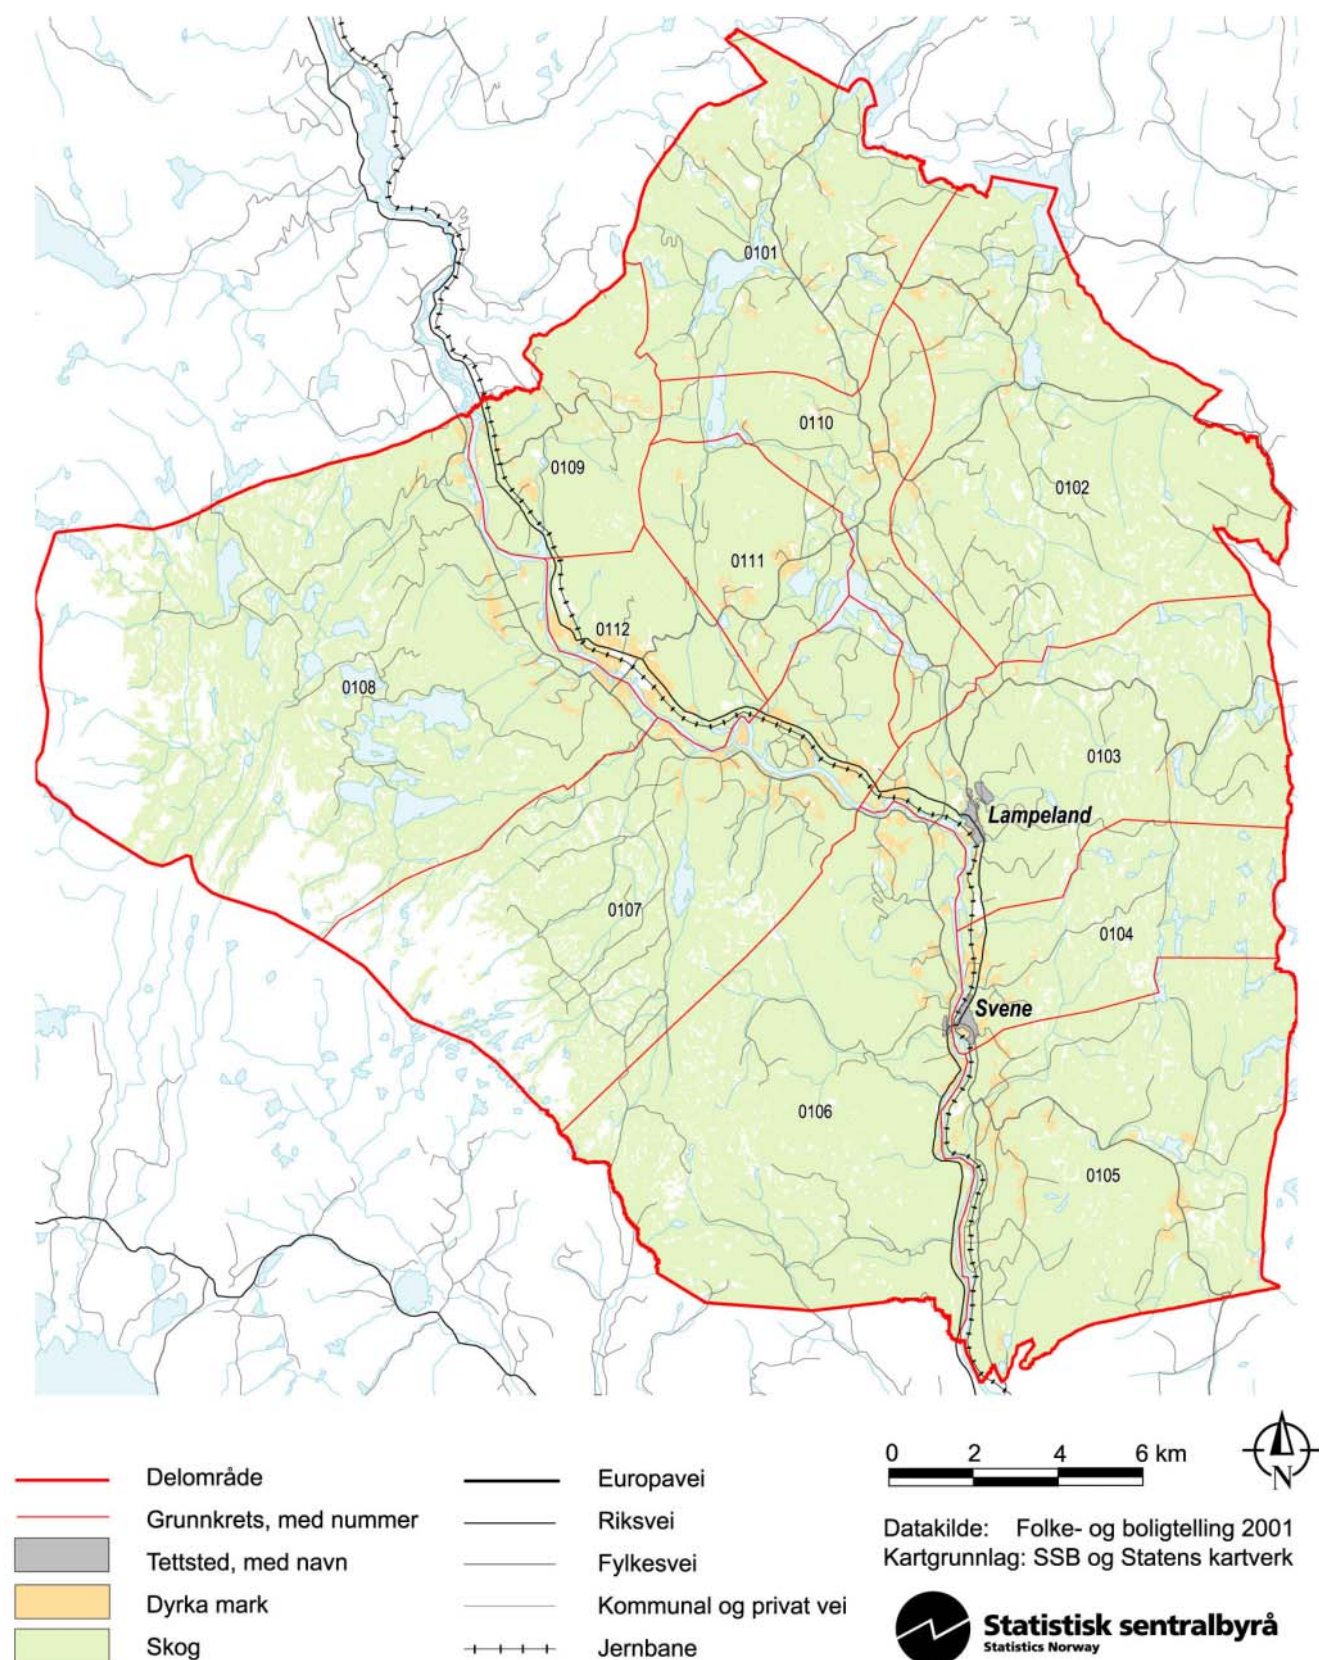 0101
0110
0109
0102
0111
0112
0108
0103
Lampeland
0107
0104
Svene
0106
0105
Delområde
Grunnkrets, med nummer
Tettsted, med navn
Dyrka mark
Skog
Europavei
Riksvei
Fylkesvei
Kommunal og privat vei
Jernbane
0 2 4 6 km
N
Datakilde: Folke- og boligtelling 2001
Kartgrunnlag: SSB og Statens kartverk
Statistisk sentralbyrå
Statistics Norway